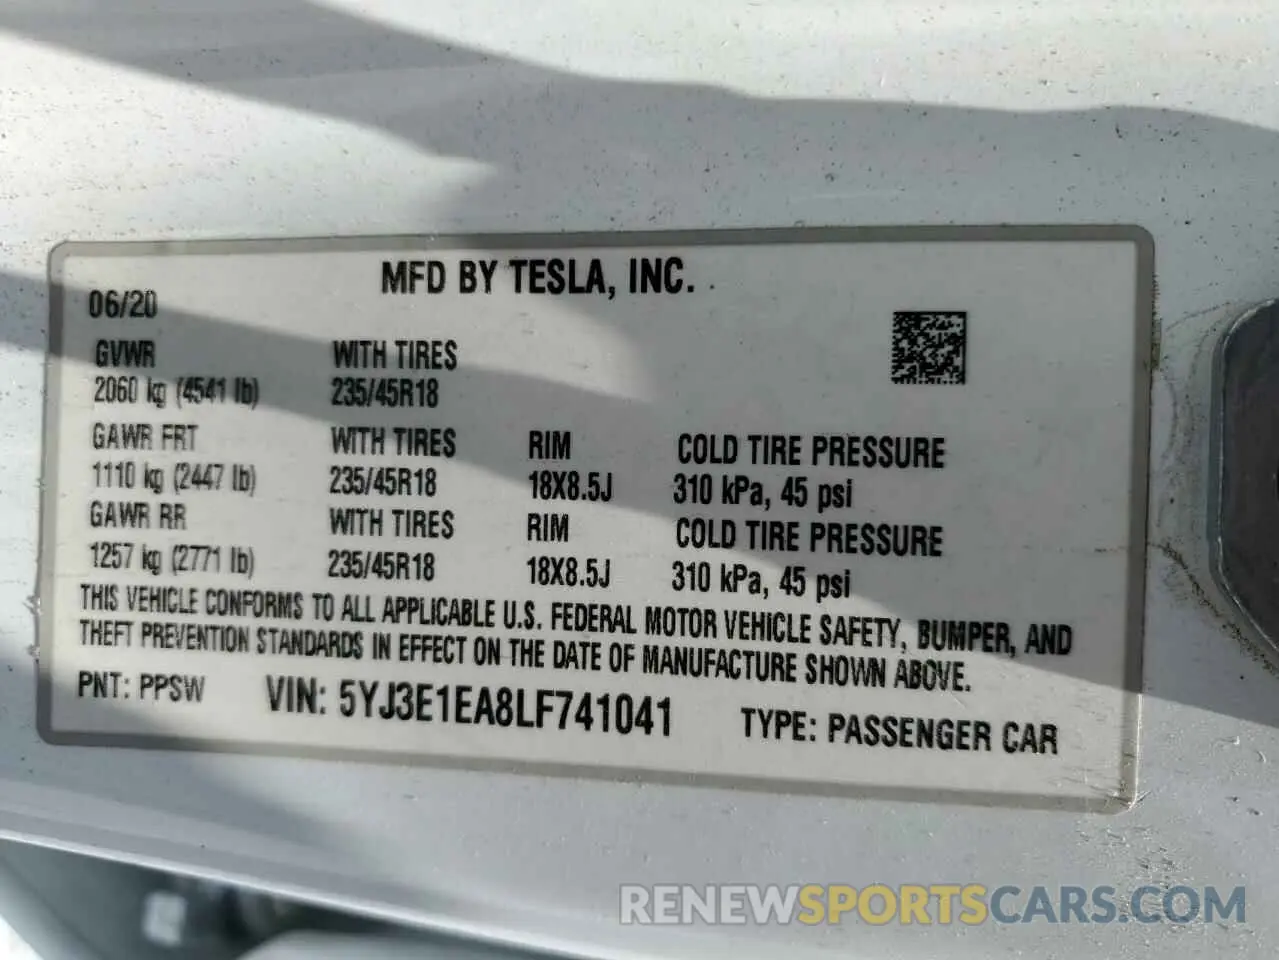 MFD BY TESLA, INC.
06/20
GVWR WITH TIRES
2060 kg (4541 lb) 235/45R18
GAWR FRT WITH TIRES RIM COLD TIRE PRESSURE
1110 kg (2447 lb) 235/45R18 18X8.5J 310 kPa, 45 psi
GAWR RR WITH TIRES RIM COLD TIRE PRESSURE
1257 kg (2771 lb) 235/45R18 18X8.5J 310 kPa, 45 psi
THIS VEHICLE CONFORMS TO ALL APPLICABLE U.S. FEDERAL MOTOR VEHICLE SAFETY, BUMPER, AND
THEFT PREVENTION STANDARDS IN EFFECT ON THE DATE OF MANUFACTURE SHOWN ABOVE.
PNT: PPSW VIN: 5YJ3E1EA8LF741041 TYPE: PASSENGER CAR
RENEWSPORTSCARS.COM